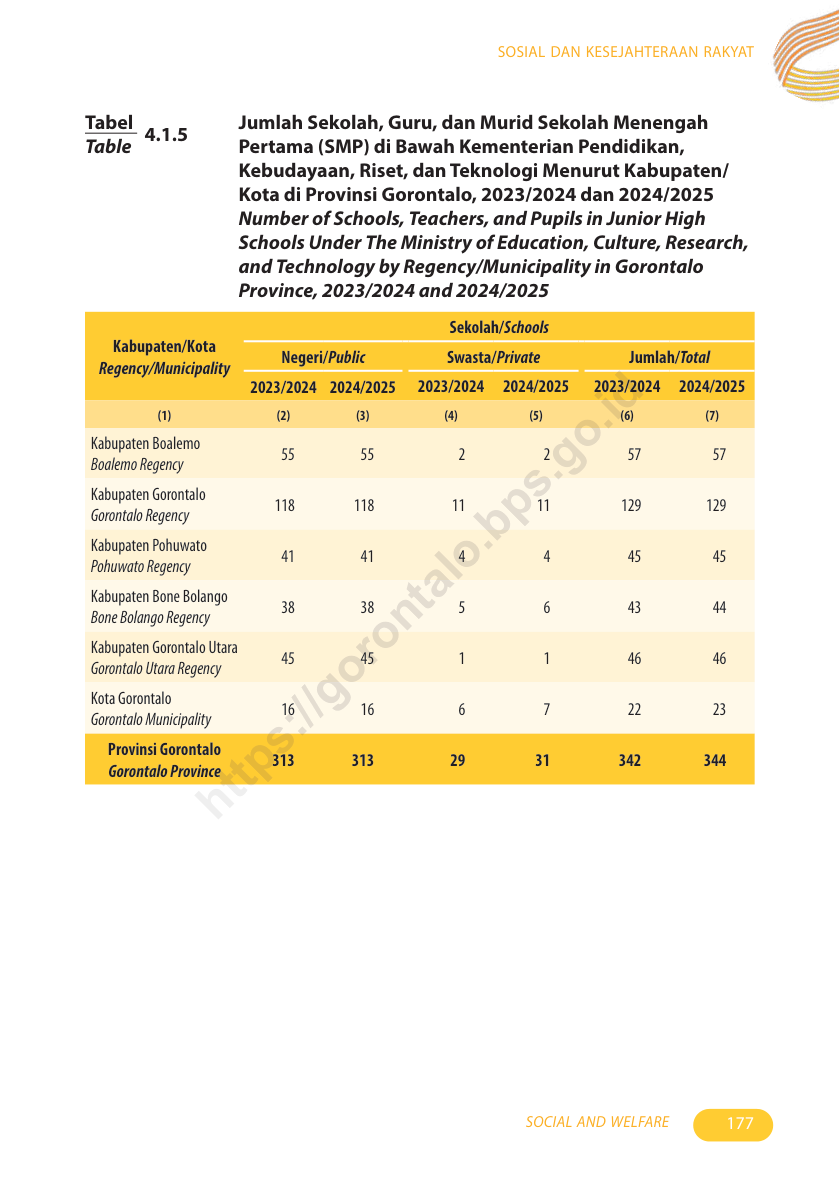 SOSIAL DAN KESEJAHTERAAN RAKYAT
Tabel
Table
4.1.5
Jumlah Sekolah, Guru, dan Murid Sekolah Menengah
Pertama (SMP) di Bawah Kementerian Pendidikan,
Kebudayaan, Riset, dan Teknologi Menurut Kabupaten/
Kota di Provinsi Gorontalo, 2023/2024 dan 2024/2025
Number of Schools, Teachers, and Pupils in Junior High
Schools Under The Ministry of Education, Culture, Research,
and Technology by Regency/Municipality in Gorontalo
Province, 2023/2024 and 2024/2025
Kabupaten/Kota
Regency/Municipality
Sekolah/Schools
Negeri/Public Swasta/Private Jumlah/Total
2023/2024 2024/2025 2023/2024 2024/2025 2023/2024 2024/2025
(1) (2) (3) (4) (5) (6) (7)
Kabupaten Boalemo
Boalemo Regency
55 55 2 2 57 57
Kabupaten Gorontalo
Gorontalo Regency
118 118 11 11 129 129
Kabupaten Pohuwato
Pohuwato Regency
41 41 4 4 45 45
Kabupaten Bone Bolango
Bone Bolango Regency
38 38 5 6 43 44
Kabupaten Gorontalo Utara
Gorontalo Utara Regency
45 45 1 1 46 46
Kota Gorontalo
Gorontalo Municipality
16 16 6 7 22 23
Provinsi Gorontalo
Gorontalo Province
313 313 29 31 342 344
https://gorontalo.bps.go.id
SOCIAL AND WELFARE 177